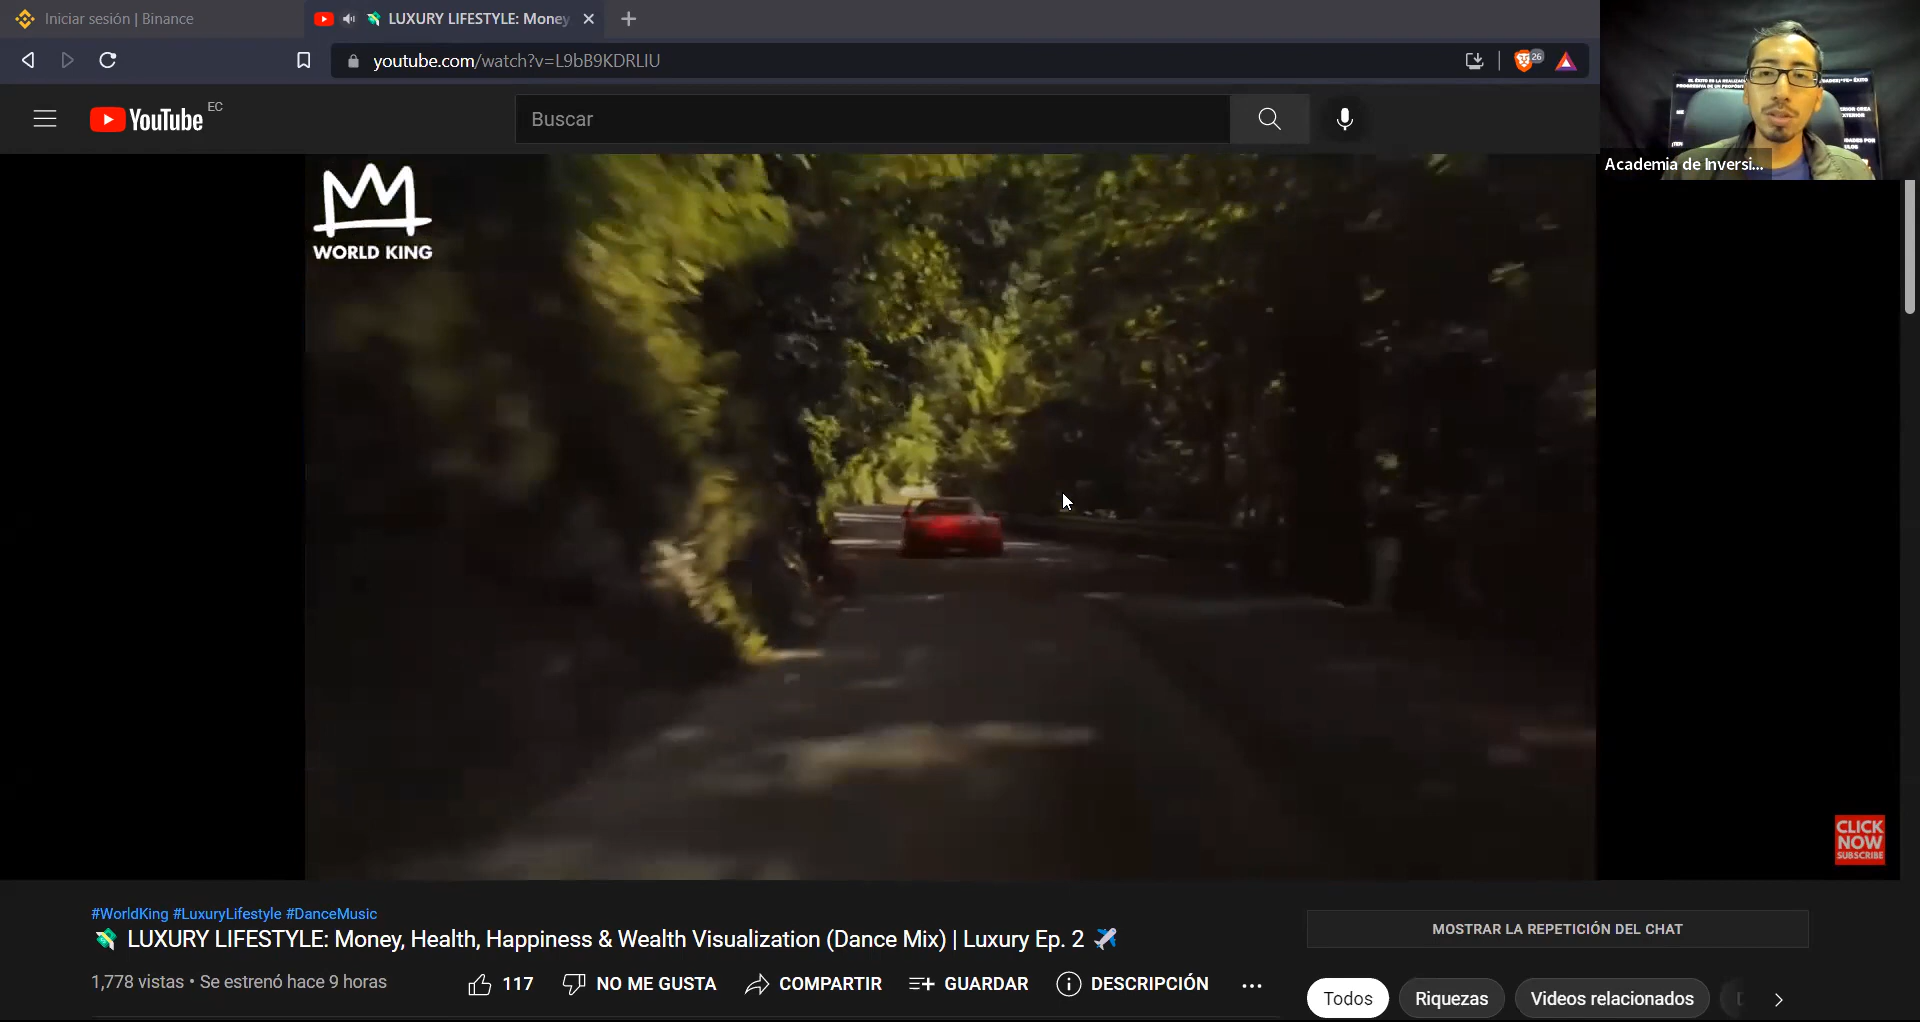 Iniciar sesión | Binance
LUXURY LIFESTYLE: Money,
youtube.com/watch?v=L9bB9KDRLIU
26
YouTube
EC
Buscar
Academia de Inversi...
WORLD KING
CLICK
NOW
SUBSCRIBE
#WorldKing #LuxuryLifestyle #DanceMusic
LUXURY LIFESTYLE: Money, Health, Happiness & Wealth Visualization (Dance Mix) | Luxury Ep. 2
1,778 vistas • Se estrenó hace 9 horas
117
NO ME GUSTA
COMPARTIR
GUARDAR
DESCRIPCIÓN
MOSTRAR LA REPETICIÓN DEL CHAT
Todos
Riquezas
Videos relacionados